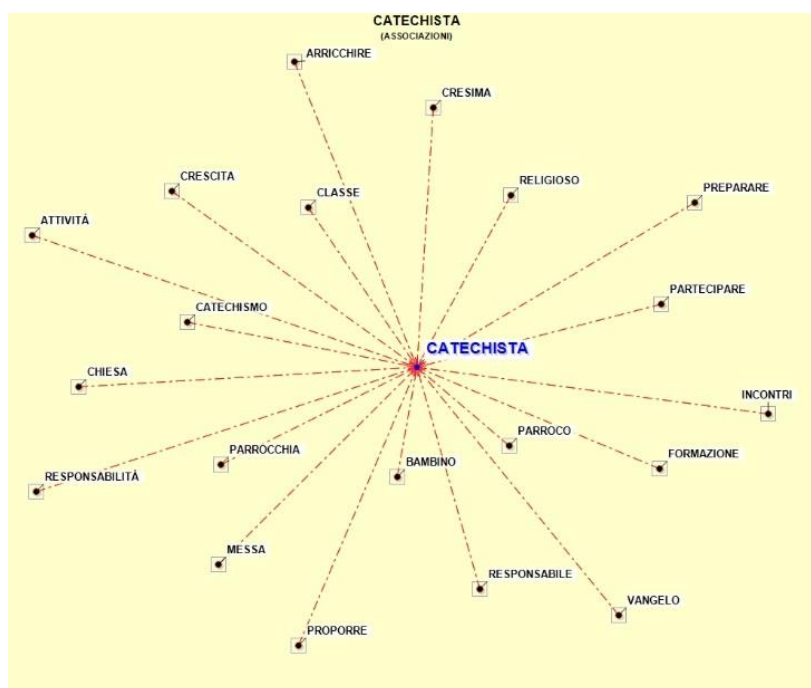 CATECHISTA
(ASSOCIAZIONI)
ARRICCHIRE
CRESIMA
CRESCITA
CLASSE
RELIGIOSO
PREPARARE
ATTIVITÀ
CATECHISMO
PARTECIPARE
CATECHISTA
CHIESA
INCONTRI
PARROCO
PARROCCHIA
BAMBINO
FORMAZIONE
RESPONSABILITÀ
MESSA
RESPONSABILE
VANGELO
PROPORRE